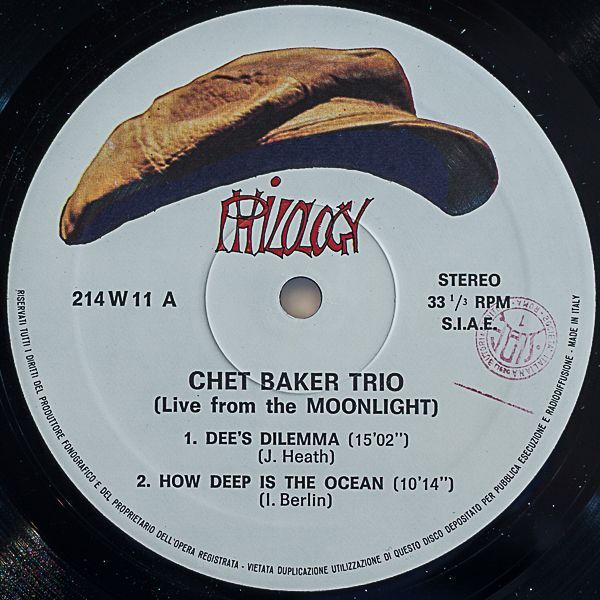 PHILOLOGY
214 W 11 A
STEREO
33 1/3 RPM
S.I.A.E.
CHET BAKER TRIO
(Live from the MOONLIGHT)
1. DEE'S DILEMMA (15'02")
(J. Heath)
2. HOW DEEP IS THE OCEAN (10'14")
(I. Berlin)
RISERVATI TUTTI I DIRITTI DEL PRODUTTORE FONOGRAFICO E DEL PROPRIETARIO DELL'OPERA REGISTRATA - VIETATA DUPLICAZIONE UTILIZZAZIONE DI QUESTO DISCO DEPOSITATO PER PUBBLICA ESECUZIONE E RADIODIFFUSIONE - MADE IN ITALY